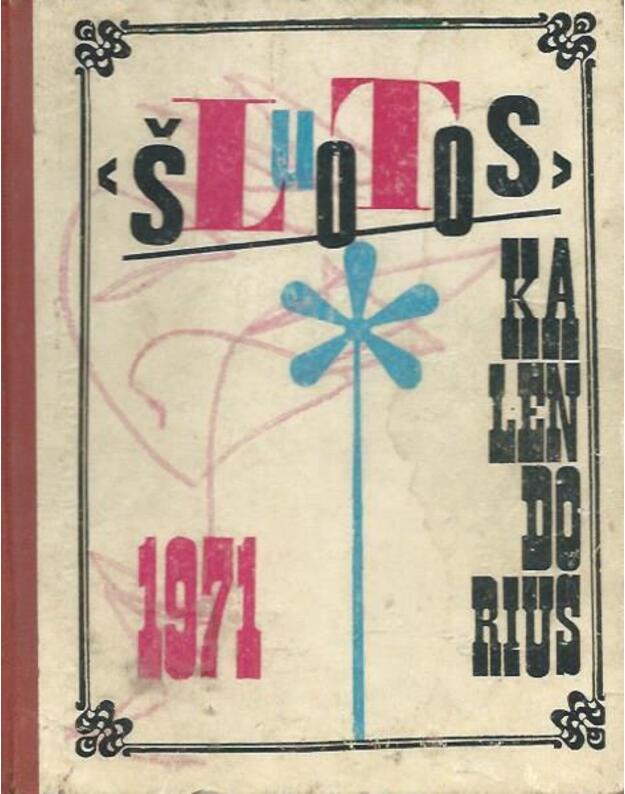 <ŠLuOTOS>
KA
LEN
DO
RIUS
1971